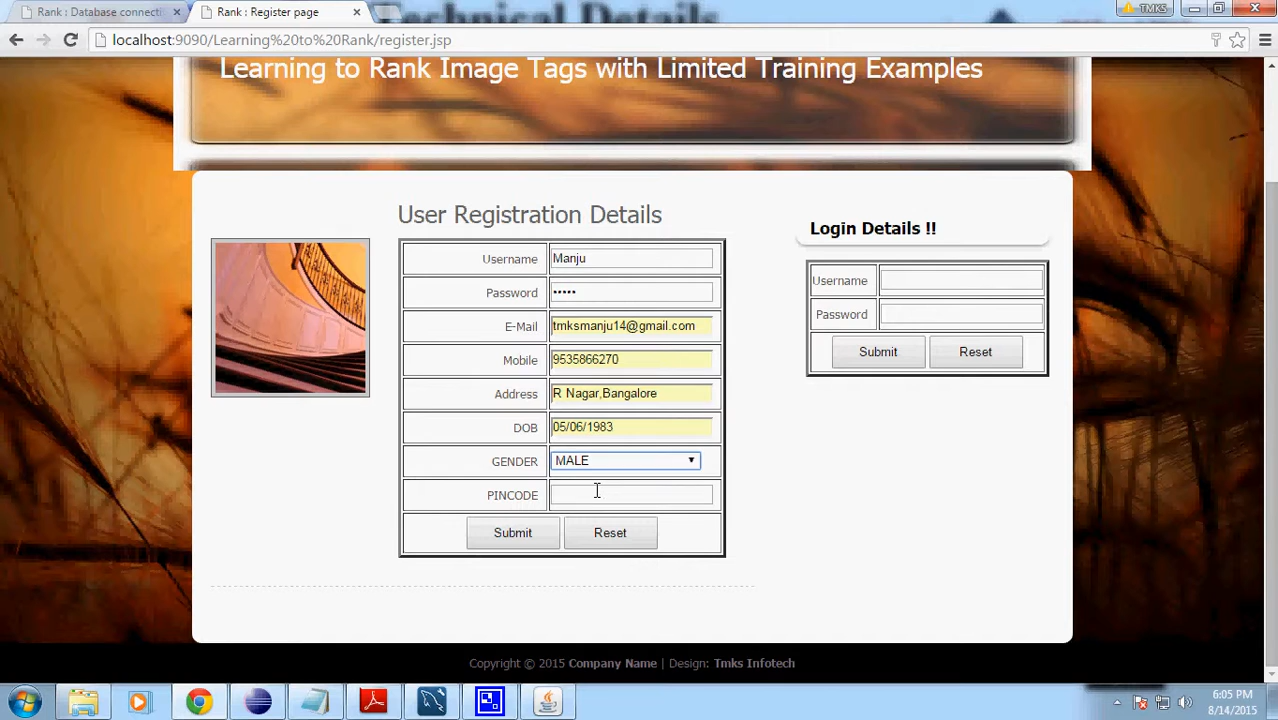 Rank : Database connecti
Rank : Register page
TMKS
localhost:9090/Learning%20to%20Rank/register.jsp
Learning to Rank Image Tags with Limited Training Examples
User Registration Details
Username Manju
Password •••••
E-Mail tmksmanju14@gmail.com
Mobile 9535866270
Address R Nagar,Bangalore
DOB 05/06/1983
GENDER MALE
PINCODE
Submit Reset
Login Details !!
Username
Password
Submit Reset
Copyright © 2015 Company Name | Design: Tmks Infotech
6:05 PM
8/14/2015